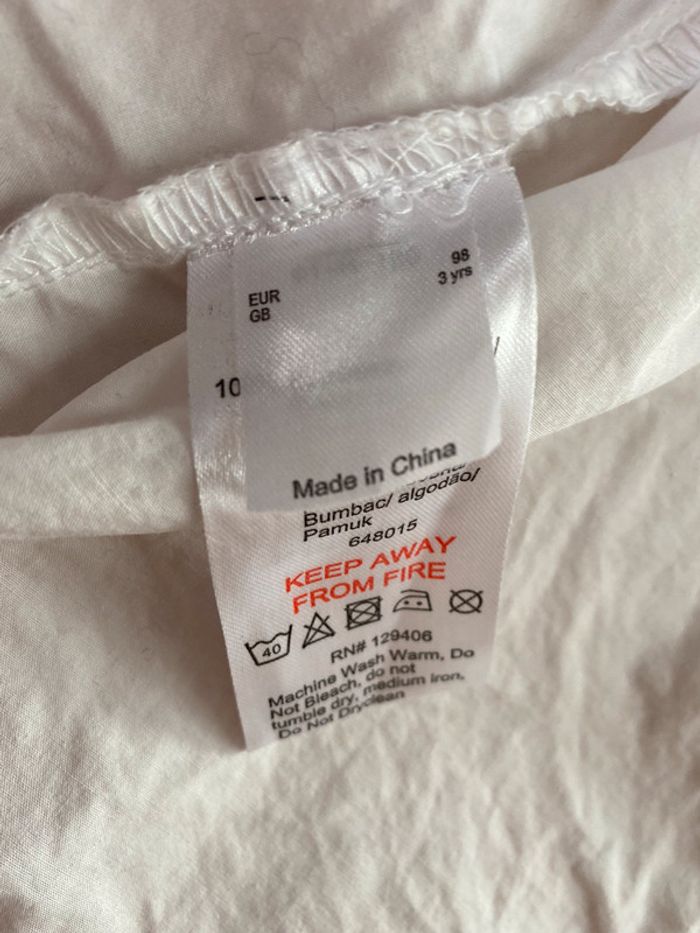 EUR 98
GB 3 yrs
10
Made in China
Bumbac/ algodão/
Pamuk
648015
KEEP AWAY
FROM FIRE
40
RN# 129406
Machine Wash Warm, Do
Not Bleach, do not
tumble dry, medium iron,
Do Not Dryclean